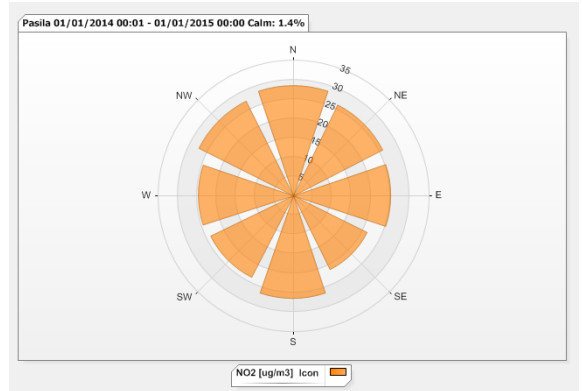 Pasila 01/01/2014 00:01 - 01/01/2015 00:00 Calm: 1.4%
N
35
NW
30
NE
25
20
15
10
5
W
E
SW
SE
S
NO2 [ug/m3] Icon